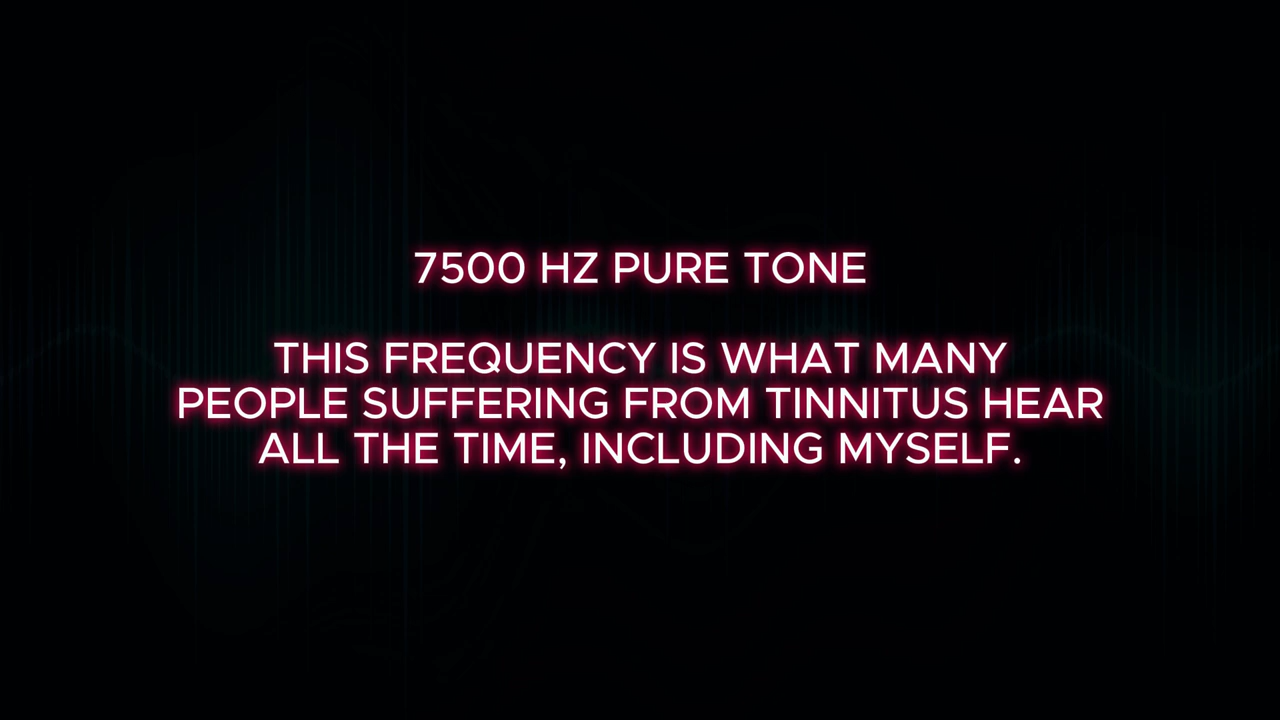 7500 HZ PURE TONE
THIS FREQUENCY IS WHAT MANY
PEOPLE SUFFERING FROM TINNITUS HEAR
ALL THE TIME, INCLUDING MYSELF.